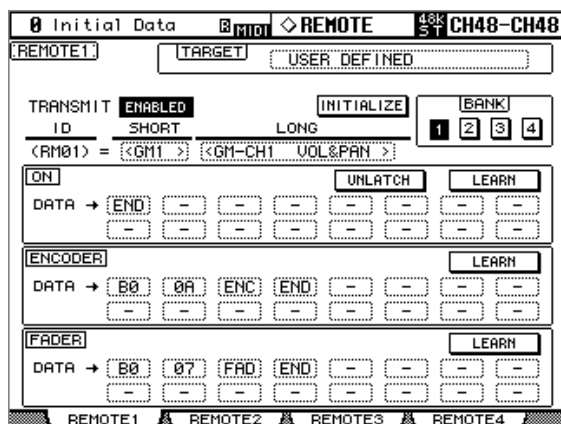 0 Initial Data B MIDI ◇REMOTE 48K ST CH48-CH48
REMOTE1 TARGET USER DEFINED
TRANSMIT ENABLED INITIALIZE BANK
ID SHORT LONG 1 2 3 4
(RM01) = <GM1 > <GM-CH1 VOL&PAN >
ON UNLATCH LEARN
DATA → END - - - - - - -
- - - - - - - -
ENCODER LEARN
DATA → B0 0A ENC END - - - -
- - - - - - - -
FADER LEARN
DATA → B0 07 FAD END - - - -
- - - - - - - -
REMOTE1 REMOTE2 REMOTE3 REMOTE4